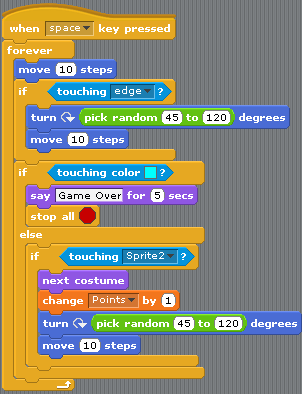 when space key pressed
forever
move 10 steps
if touching edge ?
turn pick random 45 to 120 degrees
move 10 steps
if touching color ?
say Game Over for 5 secs
stop all
else
if touching Sprite2 ?
next costume
change Points by 1
turn pick random 45 to 120 degrees
move 10 steps